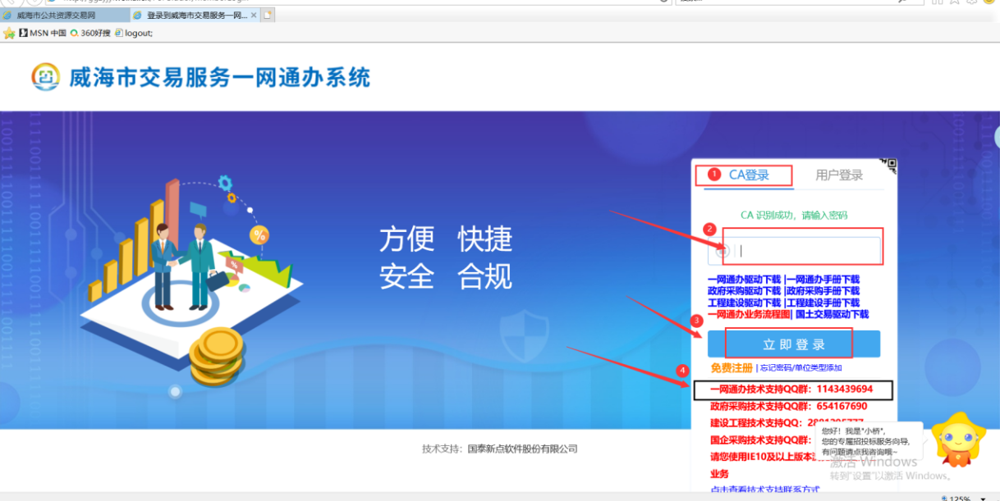 威海市公共资源交易网
登录到威海市交易服务一网...
MSN 中国
360好搜
logout;
威海市交易服务一网通办系统
方便 快捷
安全 合规
1
CA登录
用户登录
CA 识别成功，请输入密码
2
一网通办驱动下载 |一网通办手册下载
政府采购驱动下载 |政府采购手册下载
工程建设驱动下载 |工程建设手册下载
一网通办业务流程图| 国土交易驱动下载
3
立即登录
免费注册 | 忘记密码/单位类型添加
4
一网通办技术支持QQ群：1143439694
政府采购技术支持QQ群：654167690
建设工程技术支持QQ：
国企采购技术支持QQ群：
请您使用IE10及以上版本
业务
点击查看技术支持联系方式
您好！我是"小桥",
您的专属招投标服务向导,
有问题请点我咨询哦~
激活 Windows
转到"设置"以激活 Windows。
技术支持：国泰新点软件股份有限公司
125%